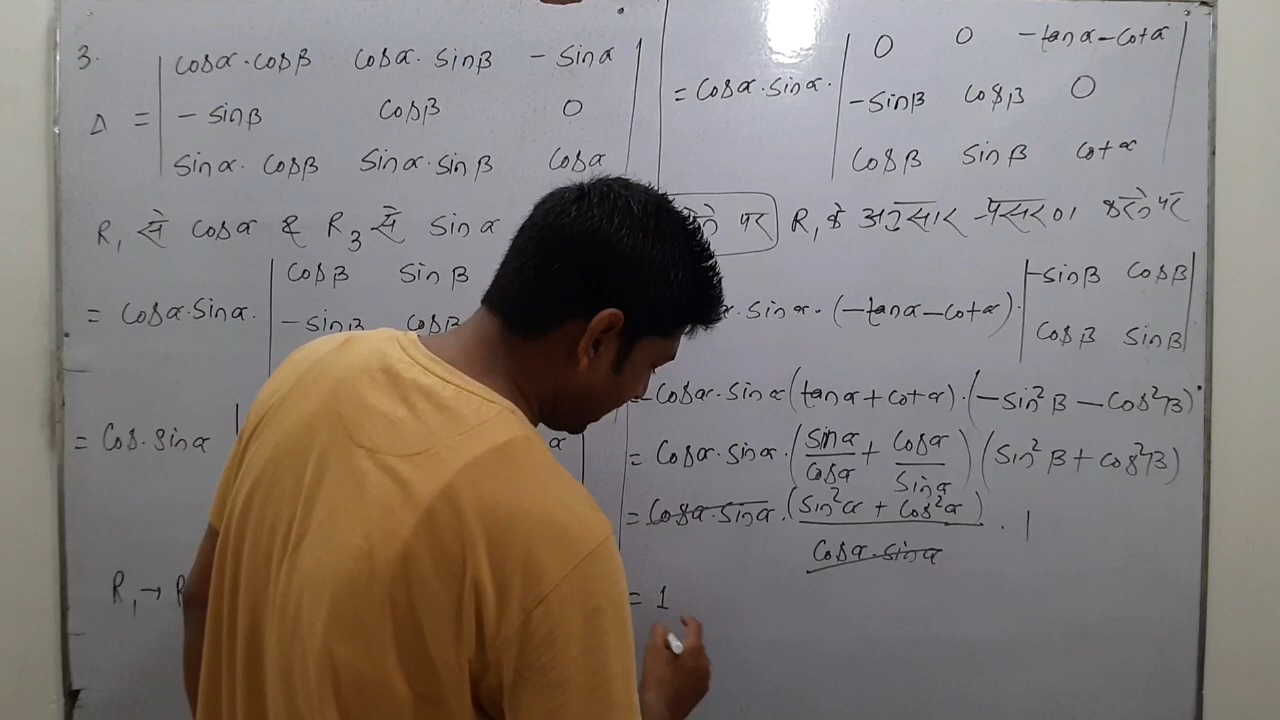 3.
Δ = | cosα·cosβ cosα·sinβ -sinα |
| -sinβ cosβ 0 |
| sinα·cosβ sinα·sinβ cosα |
R₁ से cosα & R₃ से sinα
= cosα·sinα· | cosβ sinβ
-sinβ cosβ
= cos·sinα |
α |
R₁ →
= cosα·sinα· | 0 0 -tanα-cotα |
| -sinβ cosβ 0 |
| cosβ sinβ cotα |
पर R₁ के अनुसार प्रसरण करने पर
·sinα·(-tanα-cotα)· | -sinβ cosβ |
| cosβ sinβ |
= -cosα·sinα(tanα+cotα)·(-sin²β-cos²β)
= cosα·sinα·(sinα/cosα + cosα/sinα)(sin²β+cos²β)
= cosα·sinα·(sin²α+cos²α)/cosα·sinα · 1
= 1